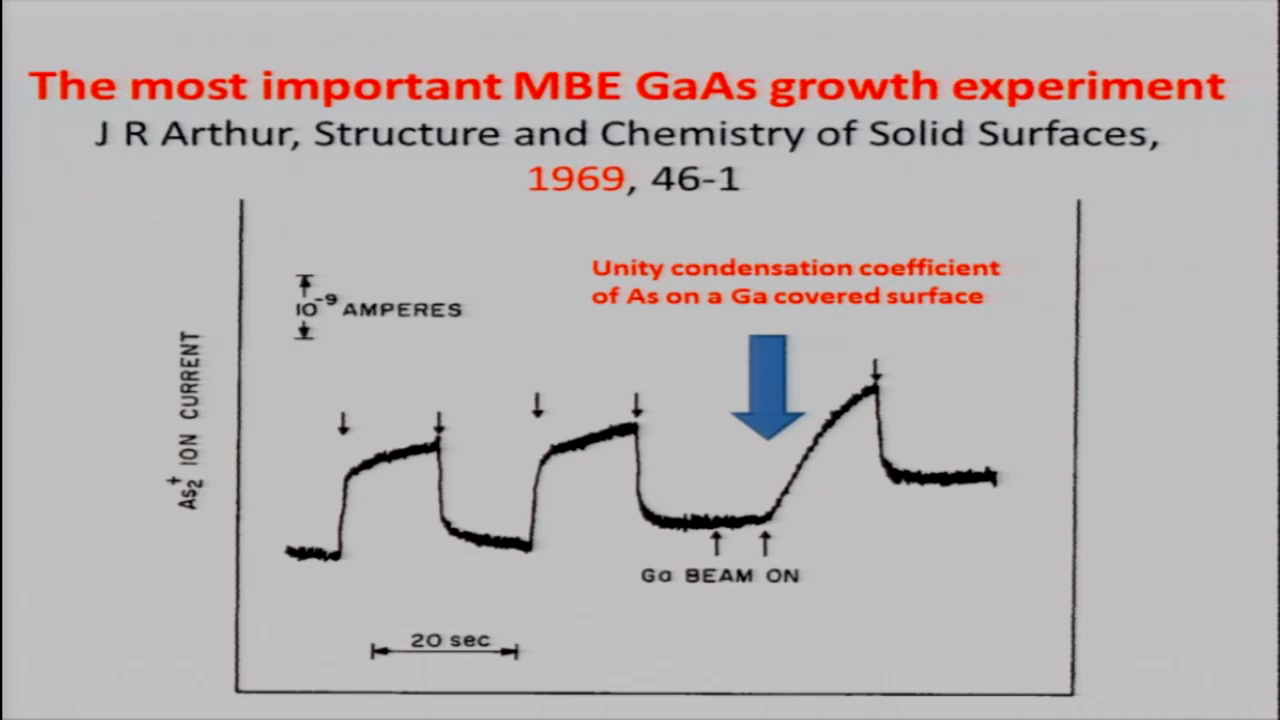 The most important MBE GaAs growth experiment
J R Arthur, Structure and Chemistry of Solid Surfaces,
1969, 46-1
Unity condensation coefficient
of As on a Ga covered surface
10⁻⁹ AMPERES
As₂⁺ ION CURRENT
Ga BEAM ON
20 sec